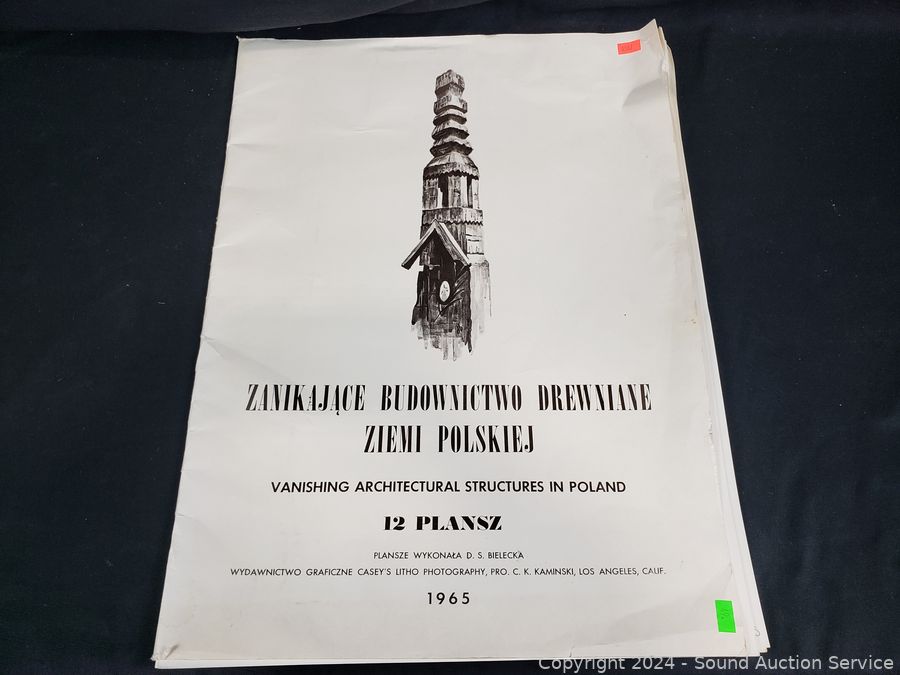 ZANIKAJĄCE BUDOWNICTWO DREWNIANE
ZIEMI POLSKIEJ
VANISHING ARCHITECTURAL STRUCTURES IN POLAND
12 PLANSZ
PLANSZE WYKONAŁA D. S. BIELECKA
WYDAWNICTWO GRAFICZNE CASEY'S LITHO PHOTOGRAPHY, PRO. C. K. KAMINSKI, LOS ANGELES, CALIF.
1965
Copyright 2024 - Sound Auction Service